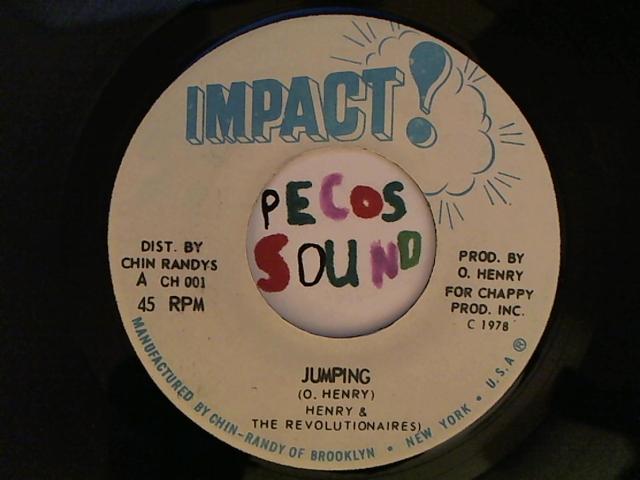 IMPACT!
PECOS
SOUND
DIST. BY
CHIN RANDYS
A CH 001
45 RPM
PROD. BY
O. HENRY
FOR CHAPPY
PROD. INC.
C 1978
JUMPING
(O. HENRY)
HENRY &
THE REVOLUTIONAIRES)
MANUFACTURED BY CHIN-RANDY OF BROOKLYN • NEW YORK • U.S.A ®